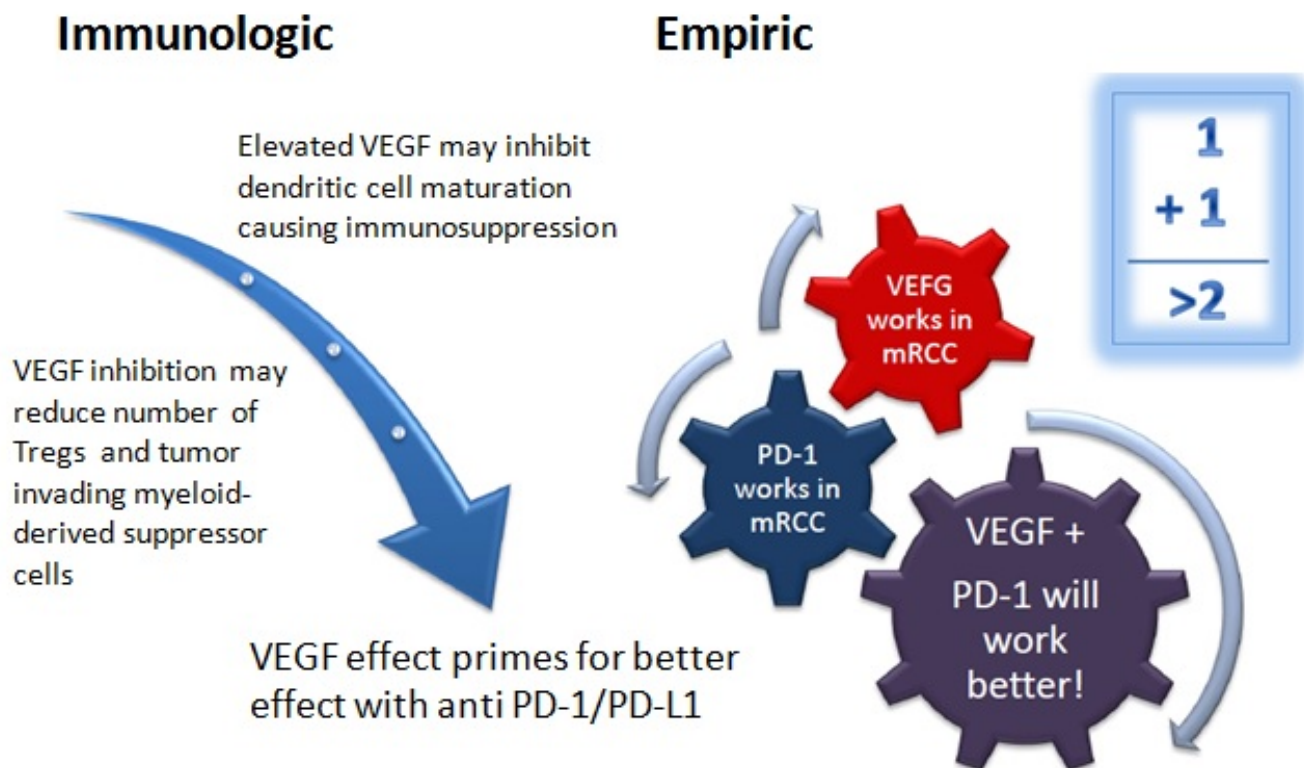 Immunologic
Elevated VEGF may inhibit
dendritic cell maturation
causing immunosuppression
VEGF inhibition may
reduce number of
Tregs and tumor
invading myeloid-
derived suppressor
cells
VEGF effect primes for better
effect with anti PD-1/PD-L1
Empiric
1
+ 1
>2
VEFG
works in
mRCC
PD-1
works in
mRCC
VEGF +
PD-1 will
work
better!